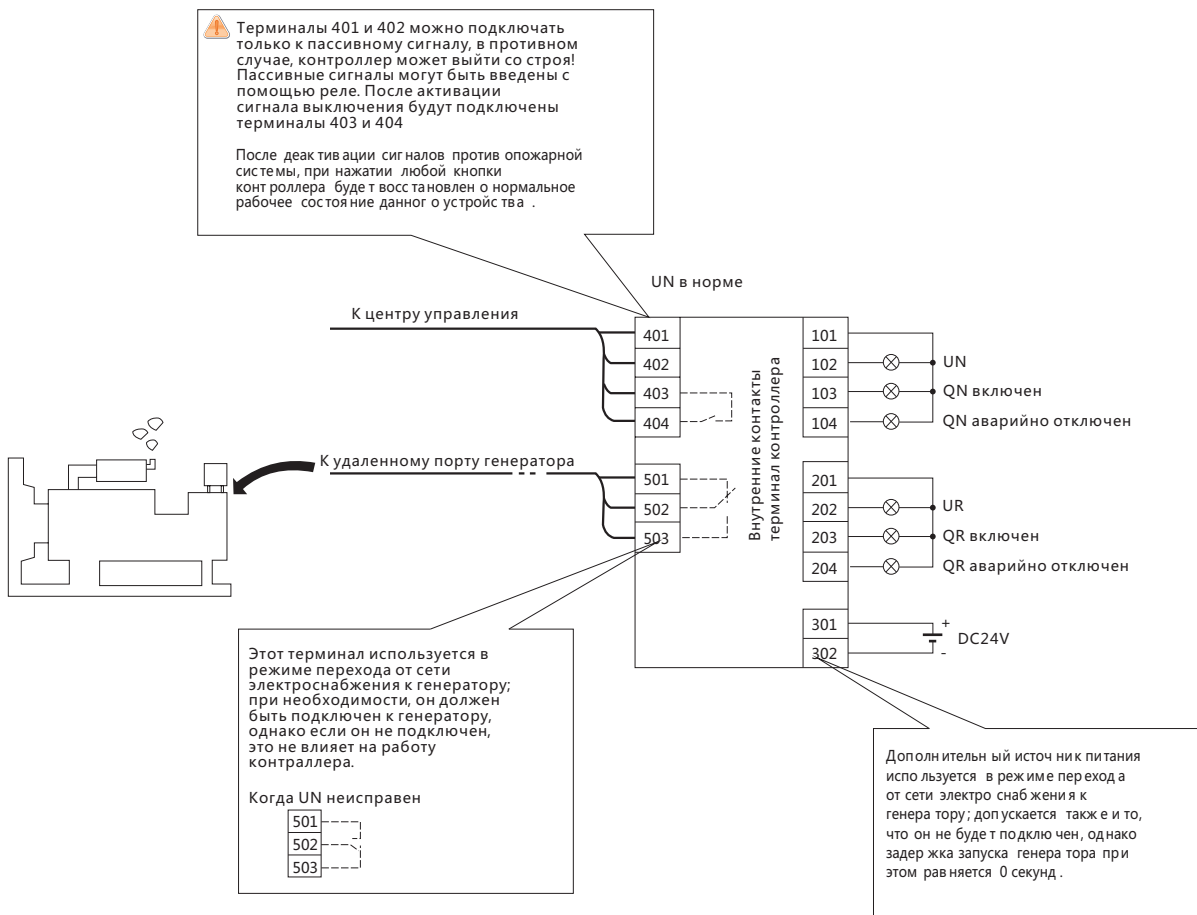 Терминалы 401 и 402 можно подключать
только к пассивному сигналу, в противном
случае, контроллер может выйти со строя!
Пассивные сигналы могут быть введены с
помощью реле. После активации
сигнала выключения будут подключены
терминалы 403 и 404
После деактивации сигналов противопожарной
системы, при нажатии любой кнопки
контроллера будет восстановлено нормальное
рабочее состояние данного устройства.
UN в норме
К центру управления
401
402
403
404
К удаленному порту генератора
501
502
503
Внутренние контакты
терминал контроллера
101
102
103
104
UN
QN включен
QN аварийно отключен
201
202
203
204
UR
QR включен
QR аварийно отключен
301
302
+
-
DC24V
Этот терминал используется в
режиме перехода от сети
электроснабжения к генератору;
при необходимости, он должен
быть подключен к генератору,
однако если он не подключен,
это не влияет на работу
контраллера.
Когда UN неисправен
501
502
503
Дополнительный источник питания
используется в режиме перехода
от сети электроснабжения к
генератору; допускается также и то,
что он не будет подключен, однако
задержка запуска генератора при
этом равняется 0 секунд.